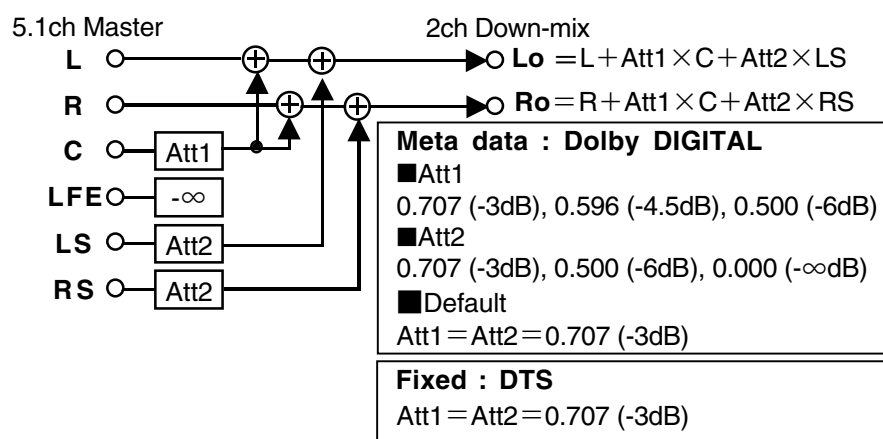 5.1ch Master
2ch Down-mix
L
Lo =L+Att1×C+Att2×LS
R
Ro=R+Att1×C+Att2×RS
C
Att1
LFE
-∞
LS
Att2
RS
Att2
Meta data : Dolby DIGITAL
■Att1
0.707 (-3dB), 0.596 (-4.5dB), 0.500 (-6dB)
■Att2
0.707 (-3dB), 0.500 (-6dB), 0.000 (-∞dB)
■Default
Att1=Att2=0.707 (-3dB)
Fixed : DTS
Att1=Att2=0.707 (-3dB)